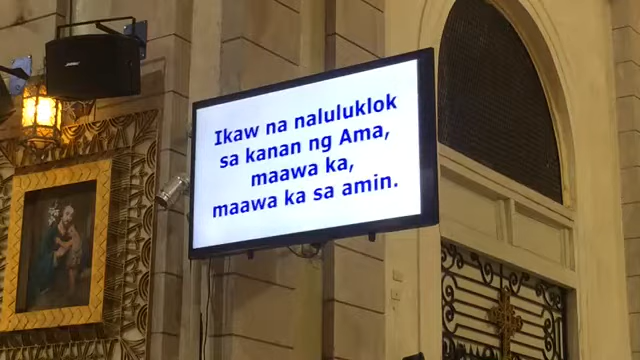 Ikaw na naluluklok
sa kanan ng Ama,
maawa ka,
maawa ka sa amin.